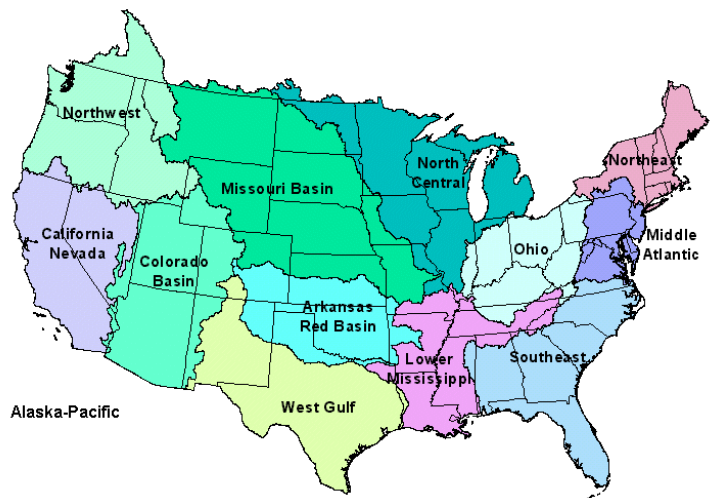 Northwest
Missouri Basin
North
Central
Northeast
California
Nevada
Colorado
Basin
Ohio
Middle
Atlantic
Arkansas
Red Basin
Lower
Mississippi
Southeast
West Gulf
Alaska-Pacific